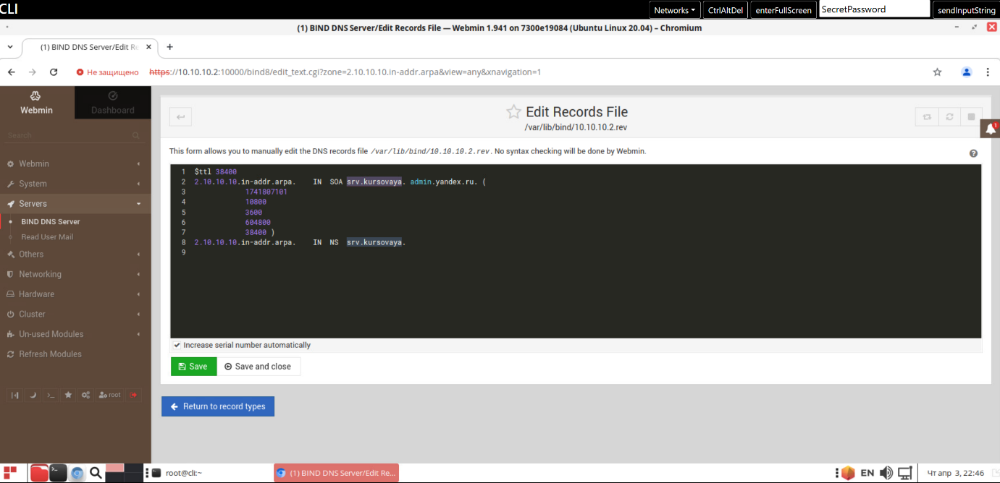 CLI
Networks
CtrlAltDel
enterFullScreen
SecretPassword
sendInputString
(1) BIND DNS Server/Edit Records File — Webmin 1.941 on 7300e19084 (Ubuntu Linux 20.04) – Chromium
(1) BIND DNS Server/Edit Re
Не защищено
https://10.10.10.2:10000/bind8/edit_text.cgi?zone=2.10.10.10.in-addr.arpa&view=any&xnavigation=1
Webmin
Dashboard
Search
Webmin
System
Servers
BIND DNS Server
Read User Mail
Others
Networking
Hardware
Cluster
Un-used Modules
Refresh Modules
root
Edit Records File
/var/lib/bind/10.10.10.2.rev
1
This form allows you to manually edit the DNS records file /var/lib/bind/10.10.10.2.rev. No syntax checking will be done by Webmin.
1 $ttl 38400
2 2.10.10.10.in-addr.arpa. IN SOA srv.kursovaya. admin.yandex.ru. (
3 1741807101
4 10800
5 3600
6 604800
7 38400 )
8 2.10.10.10.in-addr.arpa. IN NS srv.kursovaya.
9
Increase serial number automatically
Save
Save and close
Return to record types
root@cli:~
(1) BIND DNS Server/Edit Re...
EN
Чт апр 3, 22:46